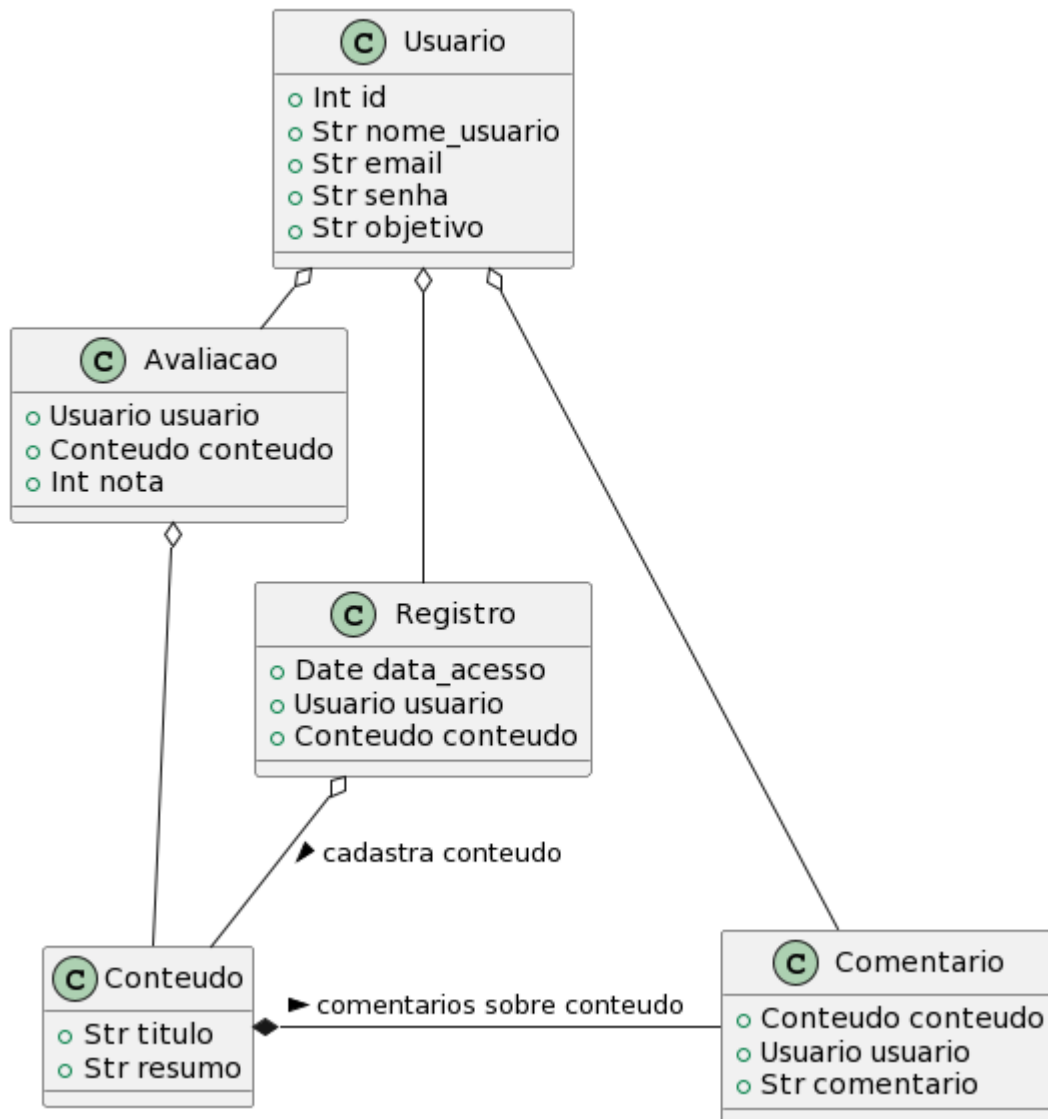 C Usuario
Int id
Str nome_usuario
Str email
Str senha
Str objetivo
C Avaliacao
Usuario usuario
Conteudo conteudo
Int nota
C Registro
Date data_acesso
Usuario usuario
Conteudo conteudo
cadastra conteudo
C Conteudo
Str titulo
Str resumo
comentarios sobre conteudo
C Comentario
Conteudo conteudo
Usuario usuario
Str comentario